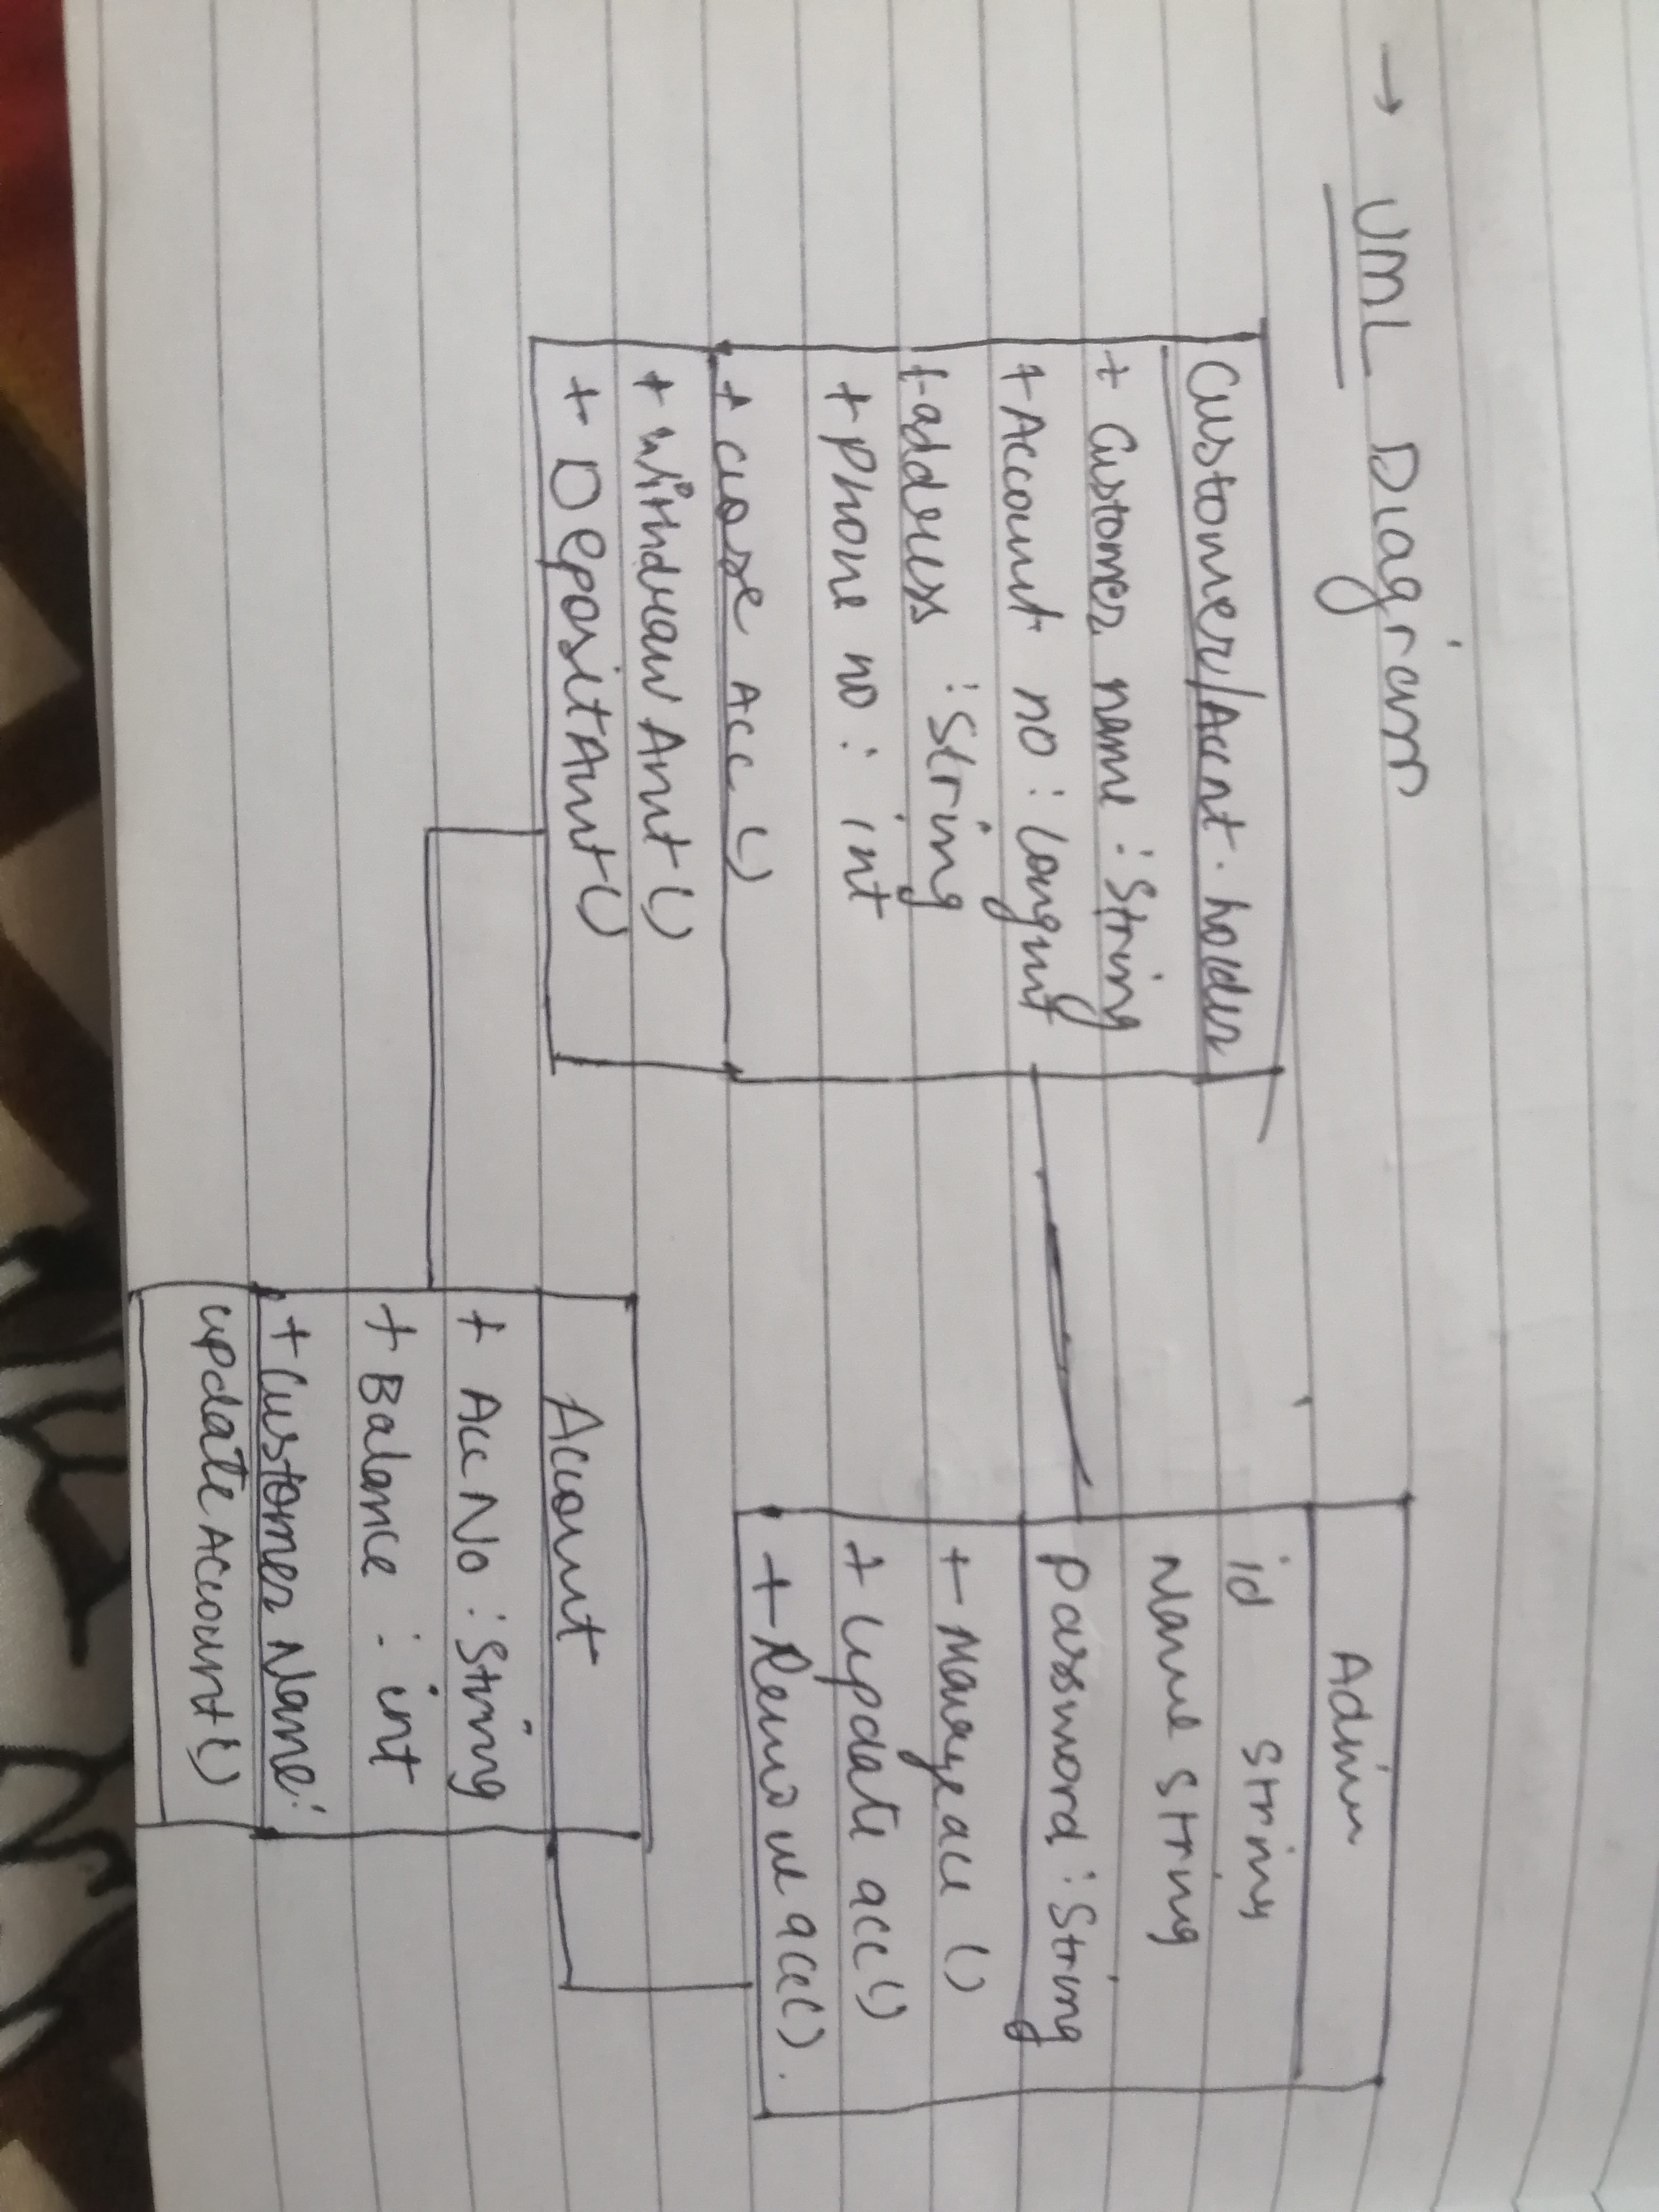 → UML Diagram
Customer/Accnt. holder
+ Customer name : String
+ Account no : longint
+ address : String
+ Phone no : int
+ close Acc ()
+ withdraw Amt ()
+ DepositAmt ()
Admin
id String
Name String
password : String
+ Manage acc ()
+ Update acc ()
+ Remove acc ().
Account
+ Acc No : String
+ Balance : int
+ Customer Name:
update Account ()